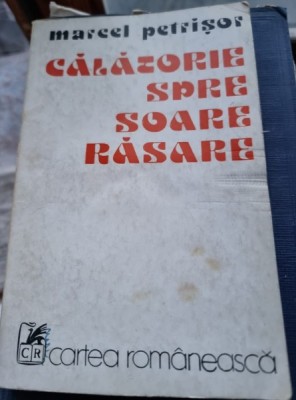 marcel petrişor
CĂLĂTORIE
SPRE
SOARE
RĂSARE
CR
cartea românească